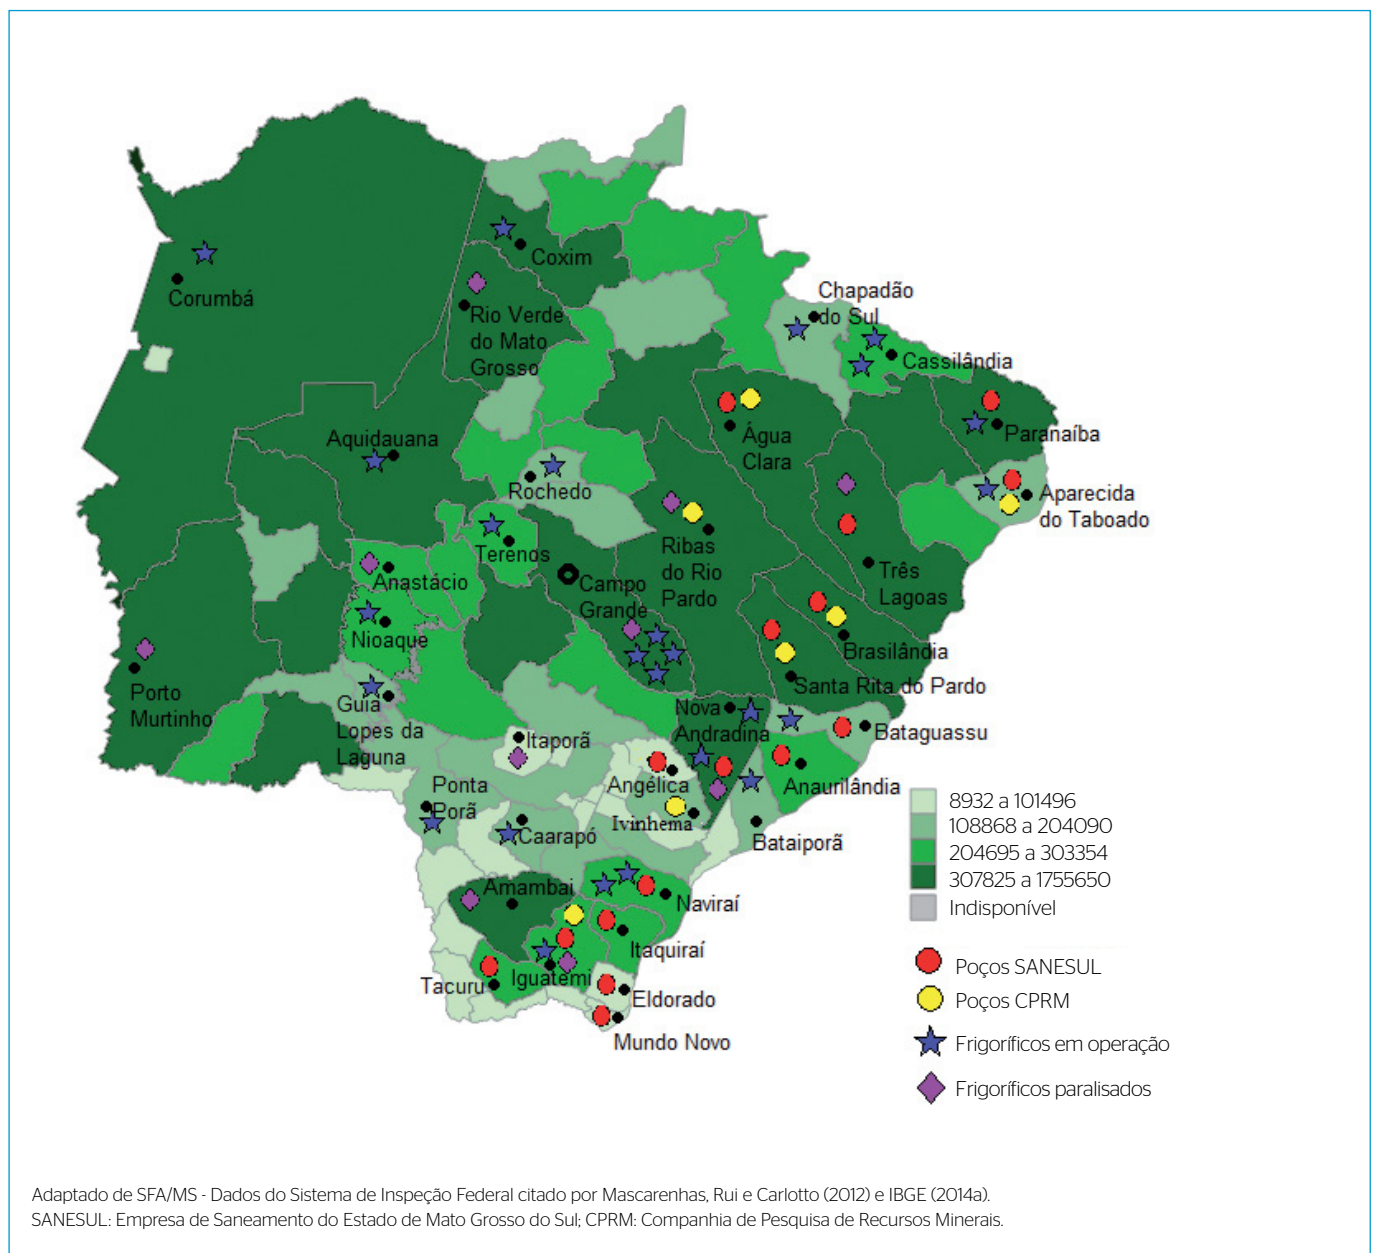 Coxim
Corumbá
Chapadão
do Sul
Rio Verde
do Mato
Grosso
Cassilândia
Aquidauana
Água
Clara
Paranaíba
Rochedo
Aparecida
do Taboado
Terenos
Ribas
do Rio
Pardo
Anastácio
Campo
Grande
Três
Lagoas
Nioaque
Brasilândia
Porto
Murtinho
Santa Rita do Pardo
Guia
Lopes da
Laguna
Nova
Andradina
Bataguassu
Itaporã
Ponta
Porã
Angélica
Anaurilândia
Ivinhema
Caarapó
Bataiporã
Amambai
Naviraí
Itaquiraí
Tacuru
Iguatemi
Eldorado
Mundo Novo
8932 a 101496
108868 a 204090
204695 a 303354
307825 a 1755650
Indisponível
Poços SANESUL
Poços CPRM
Frigoríficos em operação
Frigoríficos paralisados
Adaptado de SFA/MS - Dados do Sistema de Inspeção Federal citado por Mascarenhas, Rui e Carlotto (2012) e IBGE (2014a).
SANESUL: Empresa de Saneamento do Estado de Mato Grosso do Sul; CPRM: Companhia de Pesquisa de Recursos Minerais.